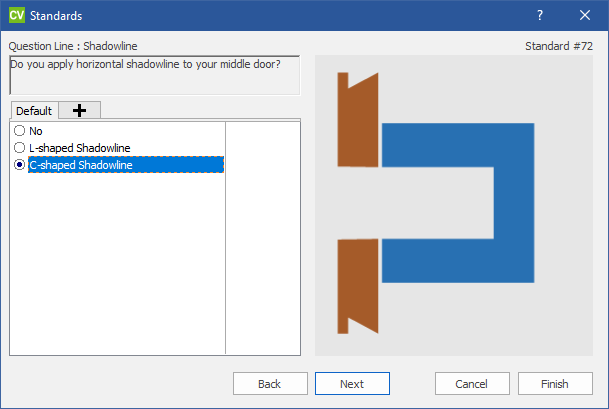 CV Standards ?
Question Line : Shadowline Standard #72
Do you apply horizontal shadowline to your middle door?
Default
No
L-shaped Shadowline
C-shaped Shadowline
Back Next Cancel Finish